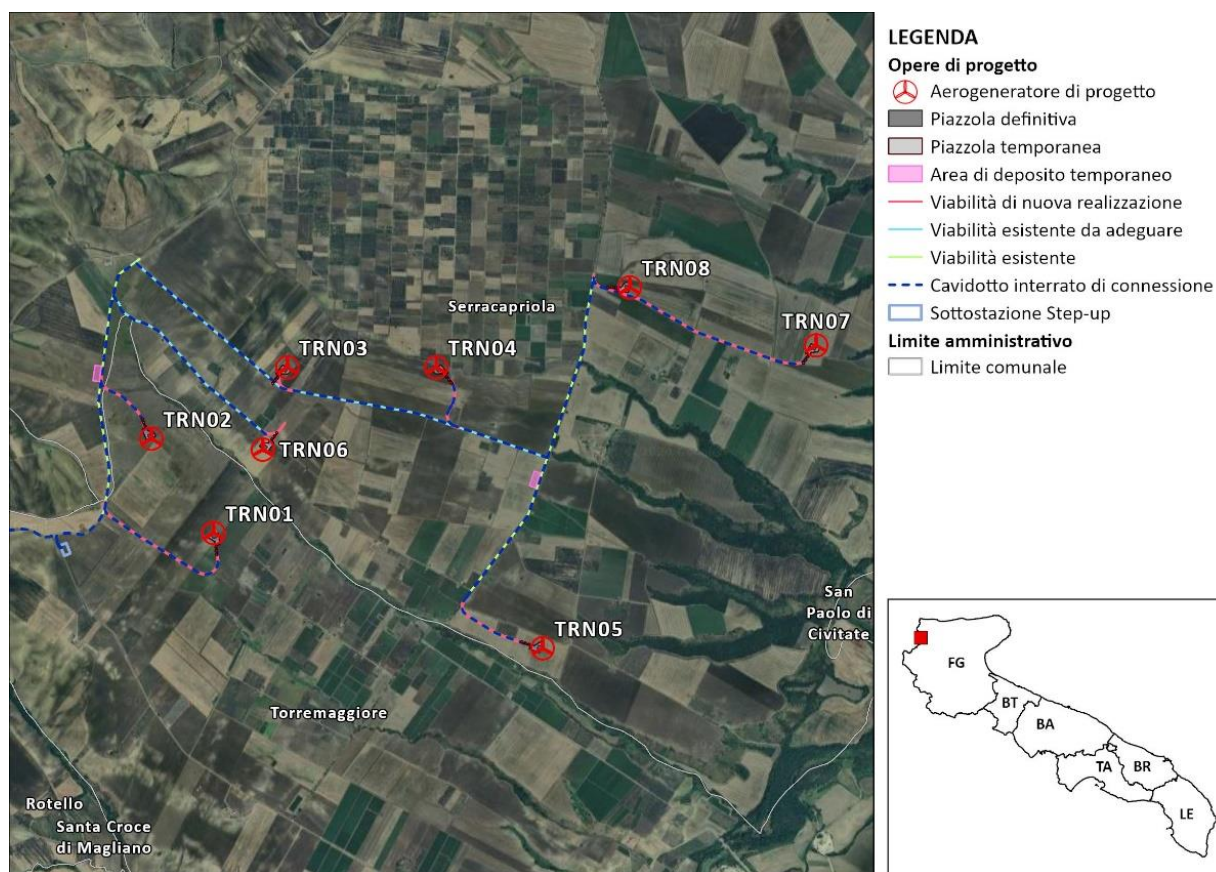 TRN08
Serracapriola
TRN07
TRN03
TRN04
TRN02
TRN06
TRN01
San
Paolo di
Civitate
TRN05
Torremaggiore
Rotello
Santa Croce
di Magliano
LEGENDA
Opere di progetto
Aerogeneratore di progetto
Piazzola definitiva
Piazzola temporanea
Area di deposito temporaneo
Viabilità di nuova realizzazione
Viabilità esistente da adeguare
Viabilità esistente
Cavidotto interrato di connessione
Sottostazione Step-up
Limite amministrativo
Limite comunale
FG
BT
BA
TA
BR
LE